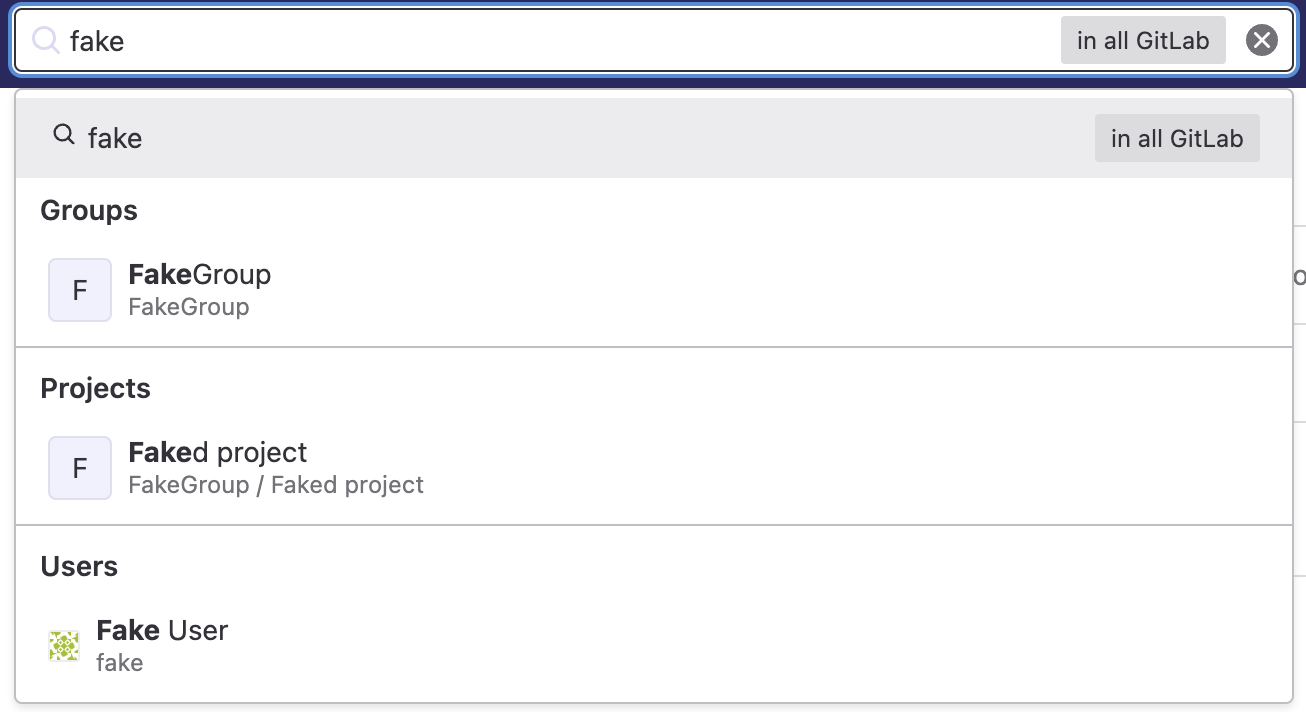 fake in all GitLab
fake in all GitLab
Groups
F
FakeGroup
FakeGroup
Projects
F
Faked project
FakeGroup / Faked project
Users
Fake User
fake